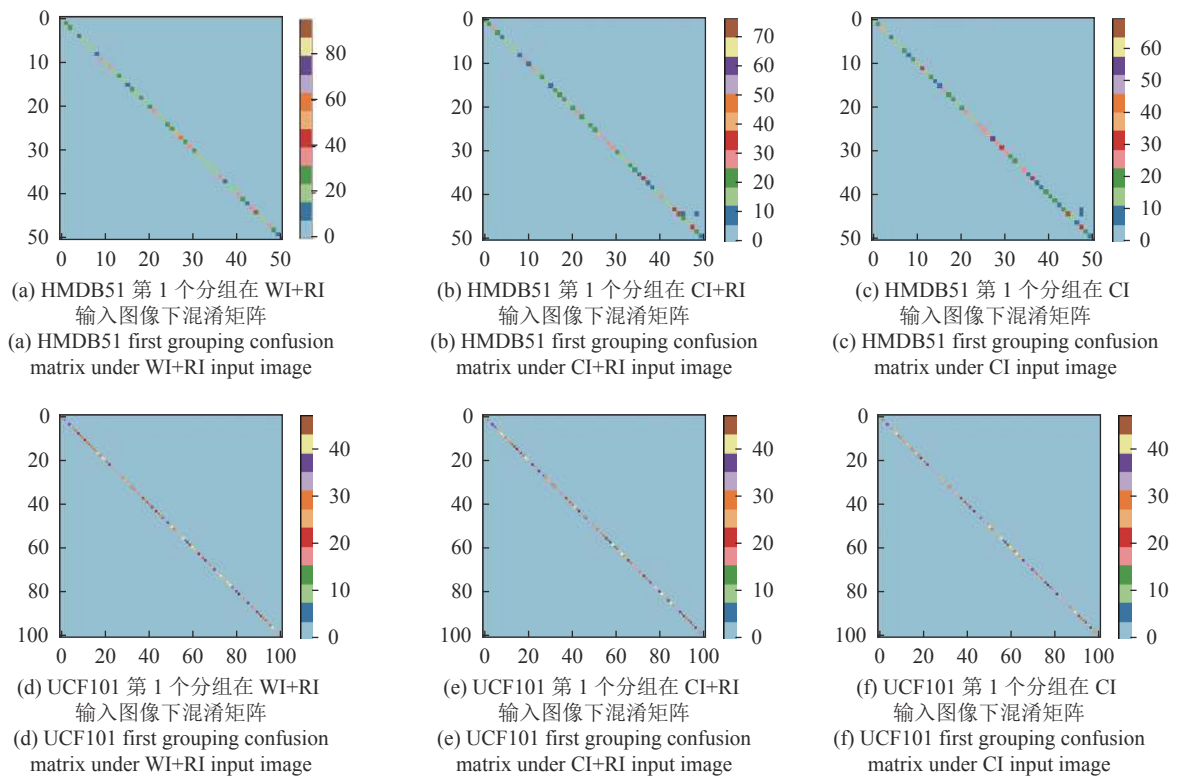 0
10
20
30
40
50
0 10 20 30 40 50
80
60
40
20
0
(a) HMDB51 第 1 个分组在 WI+RI
输入图像下混淆矩阵
(a) HMDB51 first grouping confusion
matrix under WI+RI input image
0
10
20
30
40
50
0 10 20 30 40 50
70
60
50
40
30
20
10
0
(b) HMDB51 第 1 个分组在 CI+RI
输入图像下混淆矩阵
(b) HMDB51 first grouping confusion
matrix under CI+RI input image
0
10
20
30
40
50
0 10 20 30 40 50
60
50
40
30
20
10
0
(c) HMDB51 第 1 个分组在 CI
输入图像下混淆矩阵
(c) HMDB51 first grouping confusion
matrix under CI input image
0
20
40
60
80
100
0 20 40 60 80 100
40
30
20
10
0
(d) UCF101 第 1 个分组在 WI+RI
输入图像下混淆矩阵
(d) UCF101 first grouping confusion
matrix under WI+RI input image
0
20
40
60
80
100
0 20 40 60 80 100
40
30
20
10
0
(e) UCF101 第 1 个分组在 CI+RI
输入图像下混淆矩阵
(e) UCF101 first grouping confusion
matrix under CI+RI input image
0
20
40
60
80
100
0 20 40 60 80 100
40
30
20
10
0
(f) UCF101 第 1 个分组在 CI
输入图像下混淆矩阵
(f) UCF101 first grouping confusion
matrix under CI input image